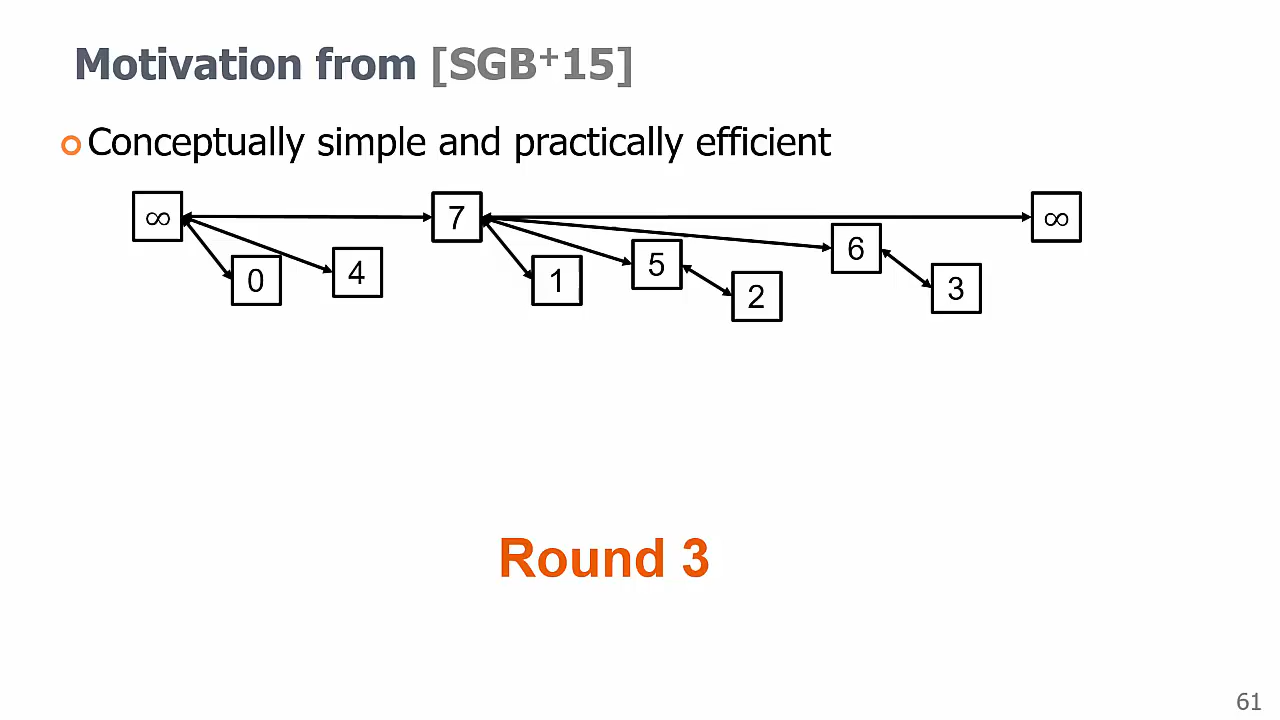 Motivation from [SGB+15]
Conceptually simple and practically efficient
∞ 7 ∞
0 4 1 5 2 6 3
Round 3
61